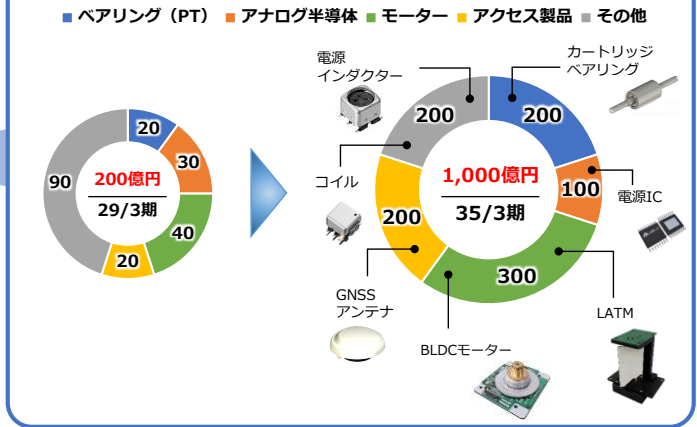 ベアリング（PT） アナログ半導体 モーター アクセス製品 その他
20
30
40
20
90
200億円
29/3期
電源
インダクター
カートリッジ
ベアリング
200
200
コイル
1,000億円
35/3期
100
電源IC
200
300
GNSS
アンテナ
BLDCモーター
LATM